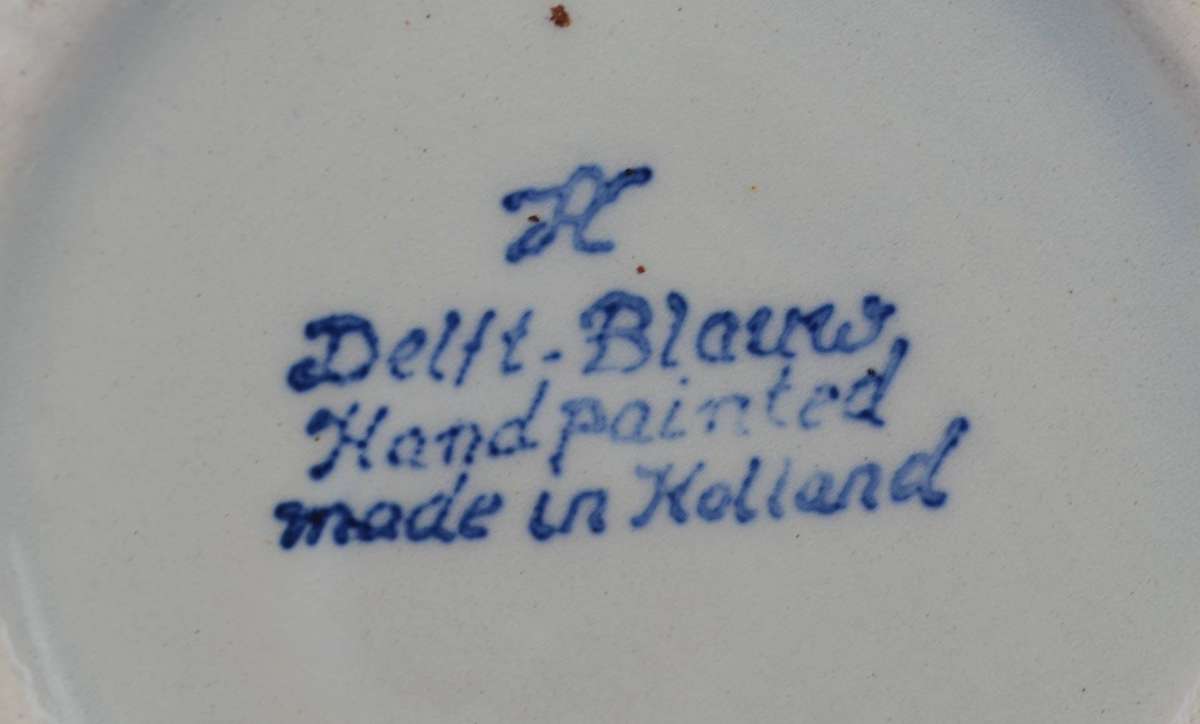 H
Delft-Blauw
Handpainted
made in Holland